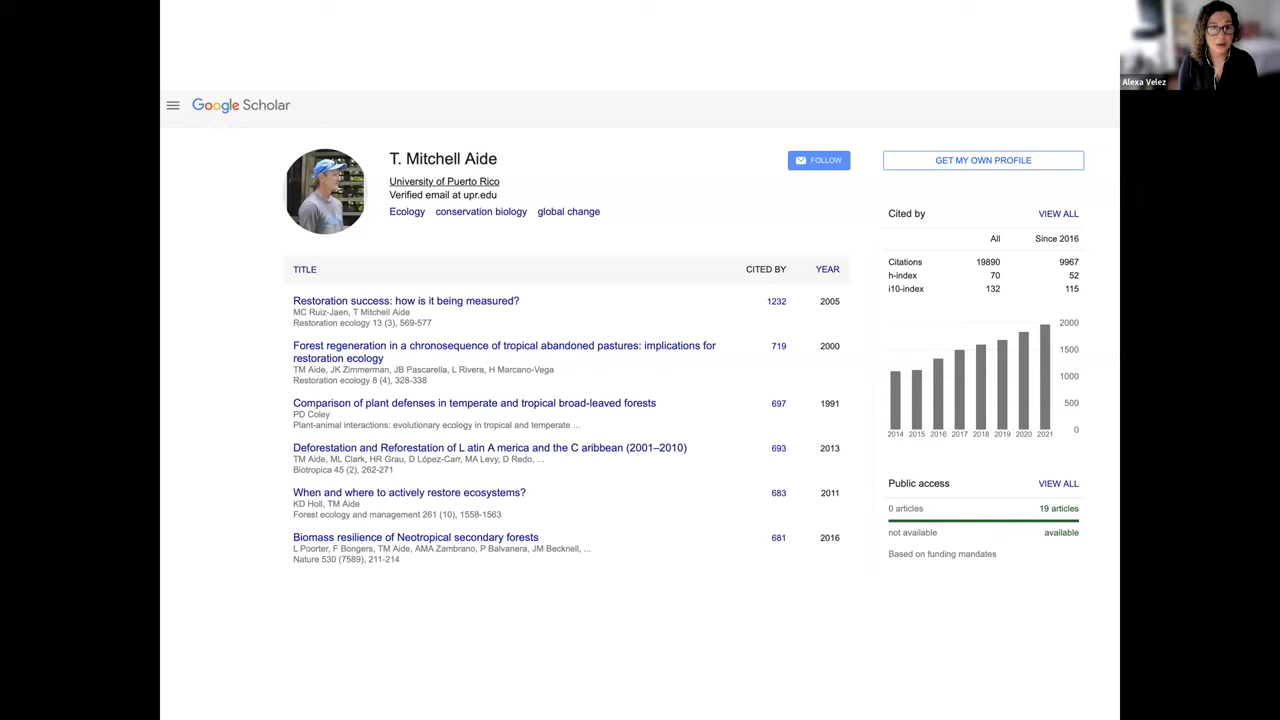 Alexa Velez
Google Scholar
T. Mitchell Aide
University of Puerto Rico
Verified email at upr.edu
Ecology conservation biology global change
FOLLOW
GET MY OWN PROFILE
TITLE CITED BY YEAR
Restoration success: how is it being measured? 1232 2005
MC Ruiz-Jaen, T Mitchell Aide
Restoration ecology 13 (3), 569-577
Forest regeneration in a chronosequence of tropical abandoned pastures: implications for 719 2000
restoration ecology
TM Aide, JK Zimmerman, JB Pascarella, L Rivera, H Marcano-Vega
Restoration ecology 8 (4), 328-338
Comparison of plant defenses in temperate and tropical broad-leaved forests 697 1991
PD Coley
Plant-animal interactions: evolutionary ecology in tropical and temperate …
Deforestation and Reforestation of L atin A merica and the C aribbean (2001–2010) 693 2013
TM Aide, ML Clark, HR Grau, D López-Carr, MA Levy, D Redo, ...
Biotropica 45 (2), 262-271
When and where to actively restore ecosystems? 683 2011
KD Holl, TM Aide
Forest ecology and management 261 (10), 1558-1563
Biomass resilience of Neotropical secondary forests 681 2016
L Poorter, F Bongers, TM Aide, AMA Zambrano, P Balvanera, JM Becknell, ...
Nature 530 (7589), 211-214
Cited by VIEW ALL
All Since 2016
Citations 19890 9967
h-index 70 52
i10-index 132 115
2000
1500
1000
500
0
2014 2015 2016 2017 2018 2019 2020 2021
Public access VIEW ALL
0 articles 19 articles
not available available
Based on funding mandates